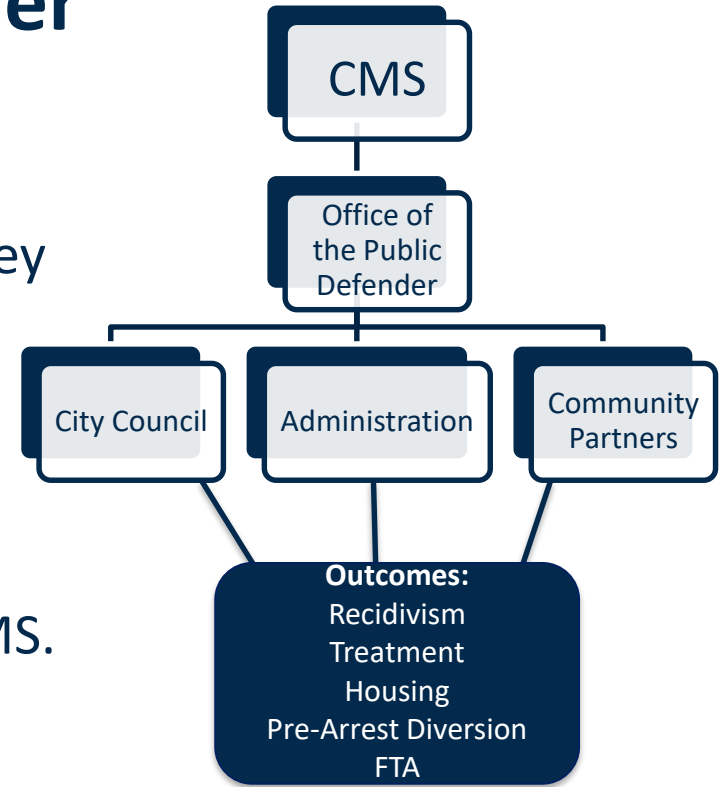 er
CMS
Office of
the Public
Defender
ey
City Council
Administration
Community
Partners
Outcomes:
Recidivism
Treatment
Housing
Pre-Arrest Diversion
FTA
MS.